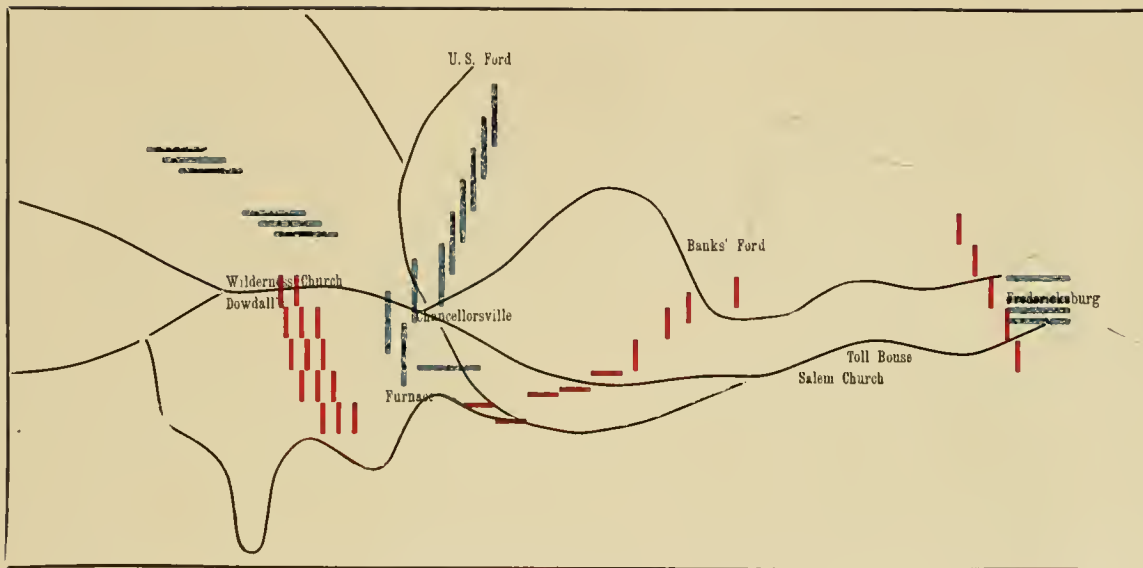 U.S. Ford
Banks' Ford
Wilderness Church
Dowdall's
Fredericksburg
Chancellorsville
Toll Bouse
Salem Church
Furnace